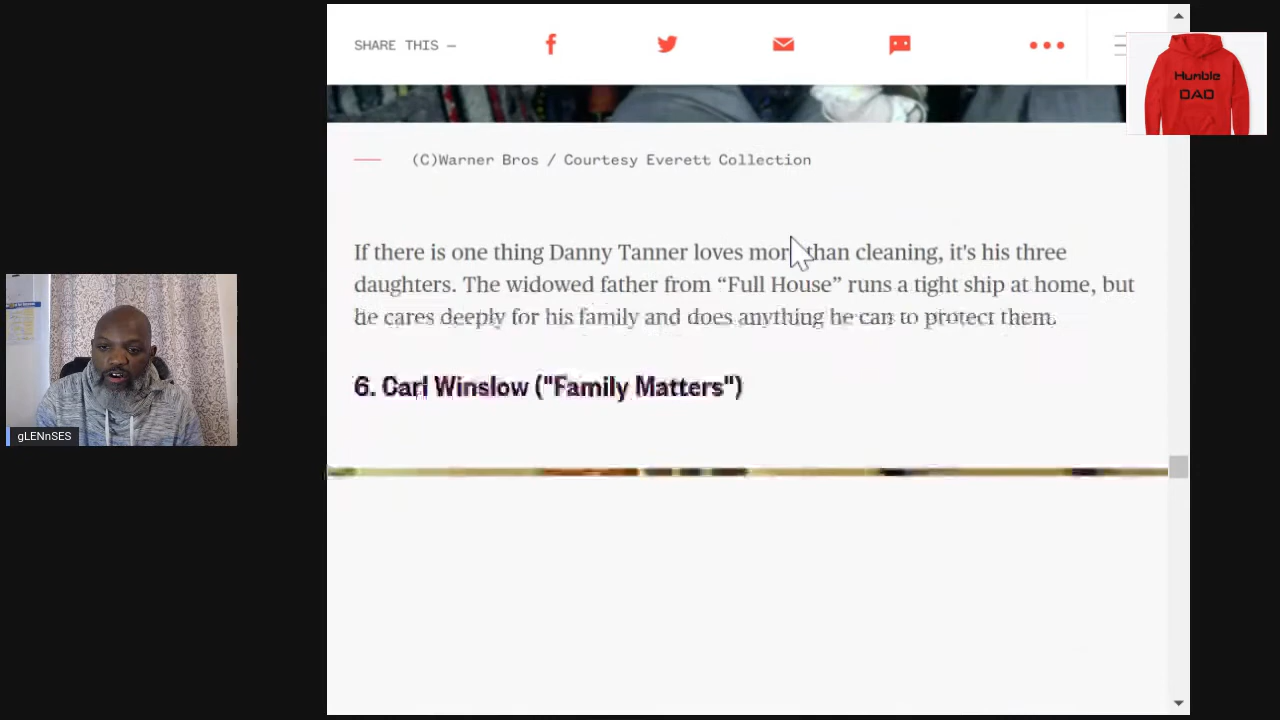 SHARE THIS —
Humble
DAD
(C)Warner Bros / Courtesy Everett Collection
If there is one thing Danny Tanner loves more than cleaning, it's his three
daughters. The widowed father from “Full House” runs a tight ship at home, but
he cares deeply for his family and does anything he can to protect them.
6. Carl Winslow ("Family Matters")
gLENnSES